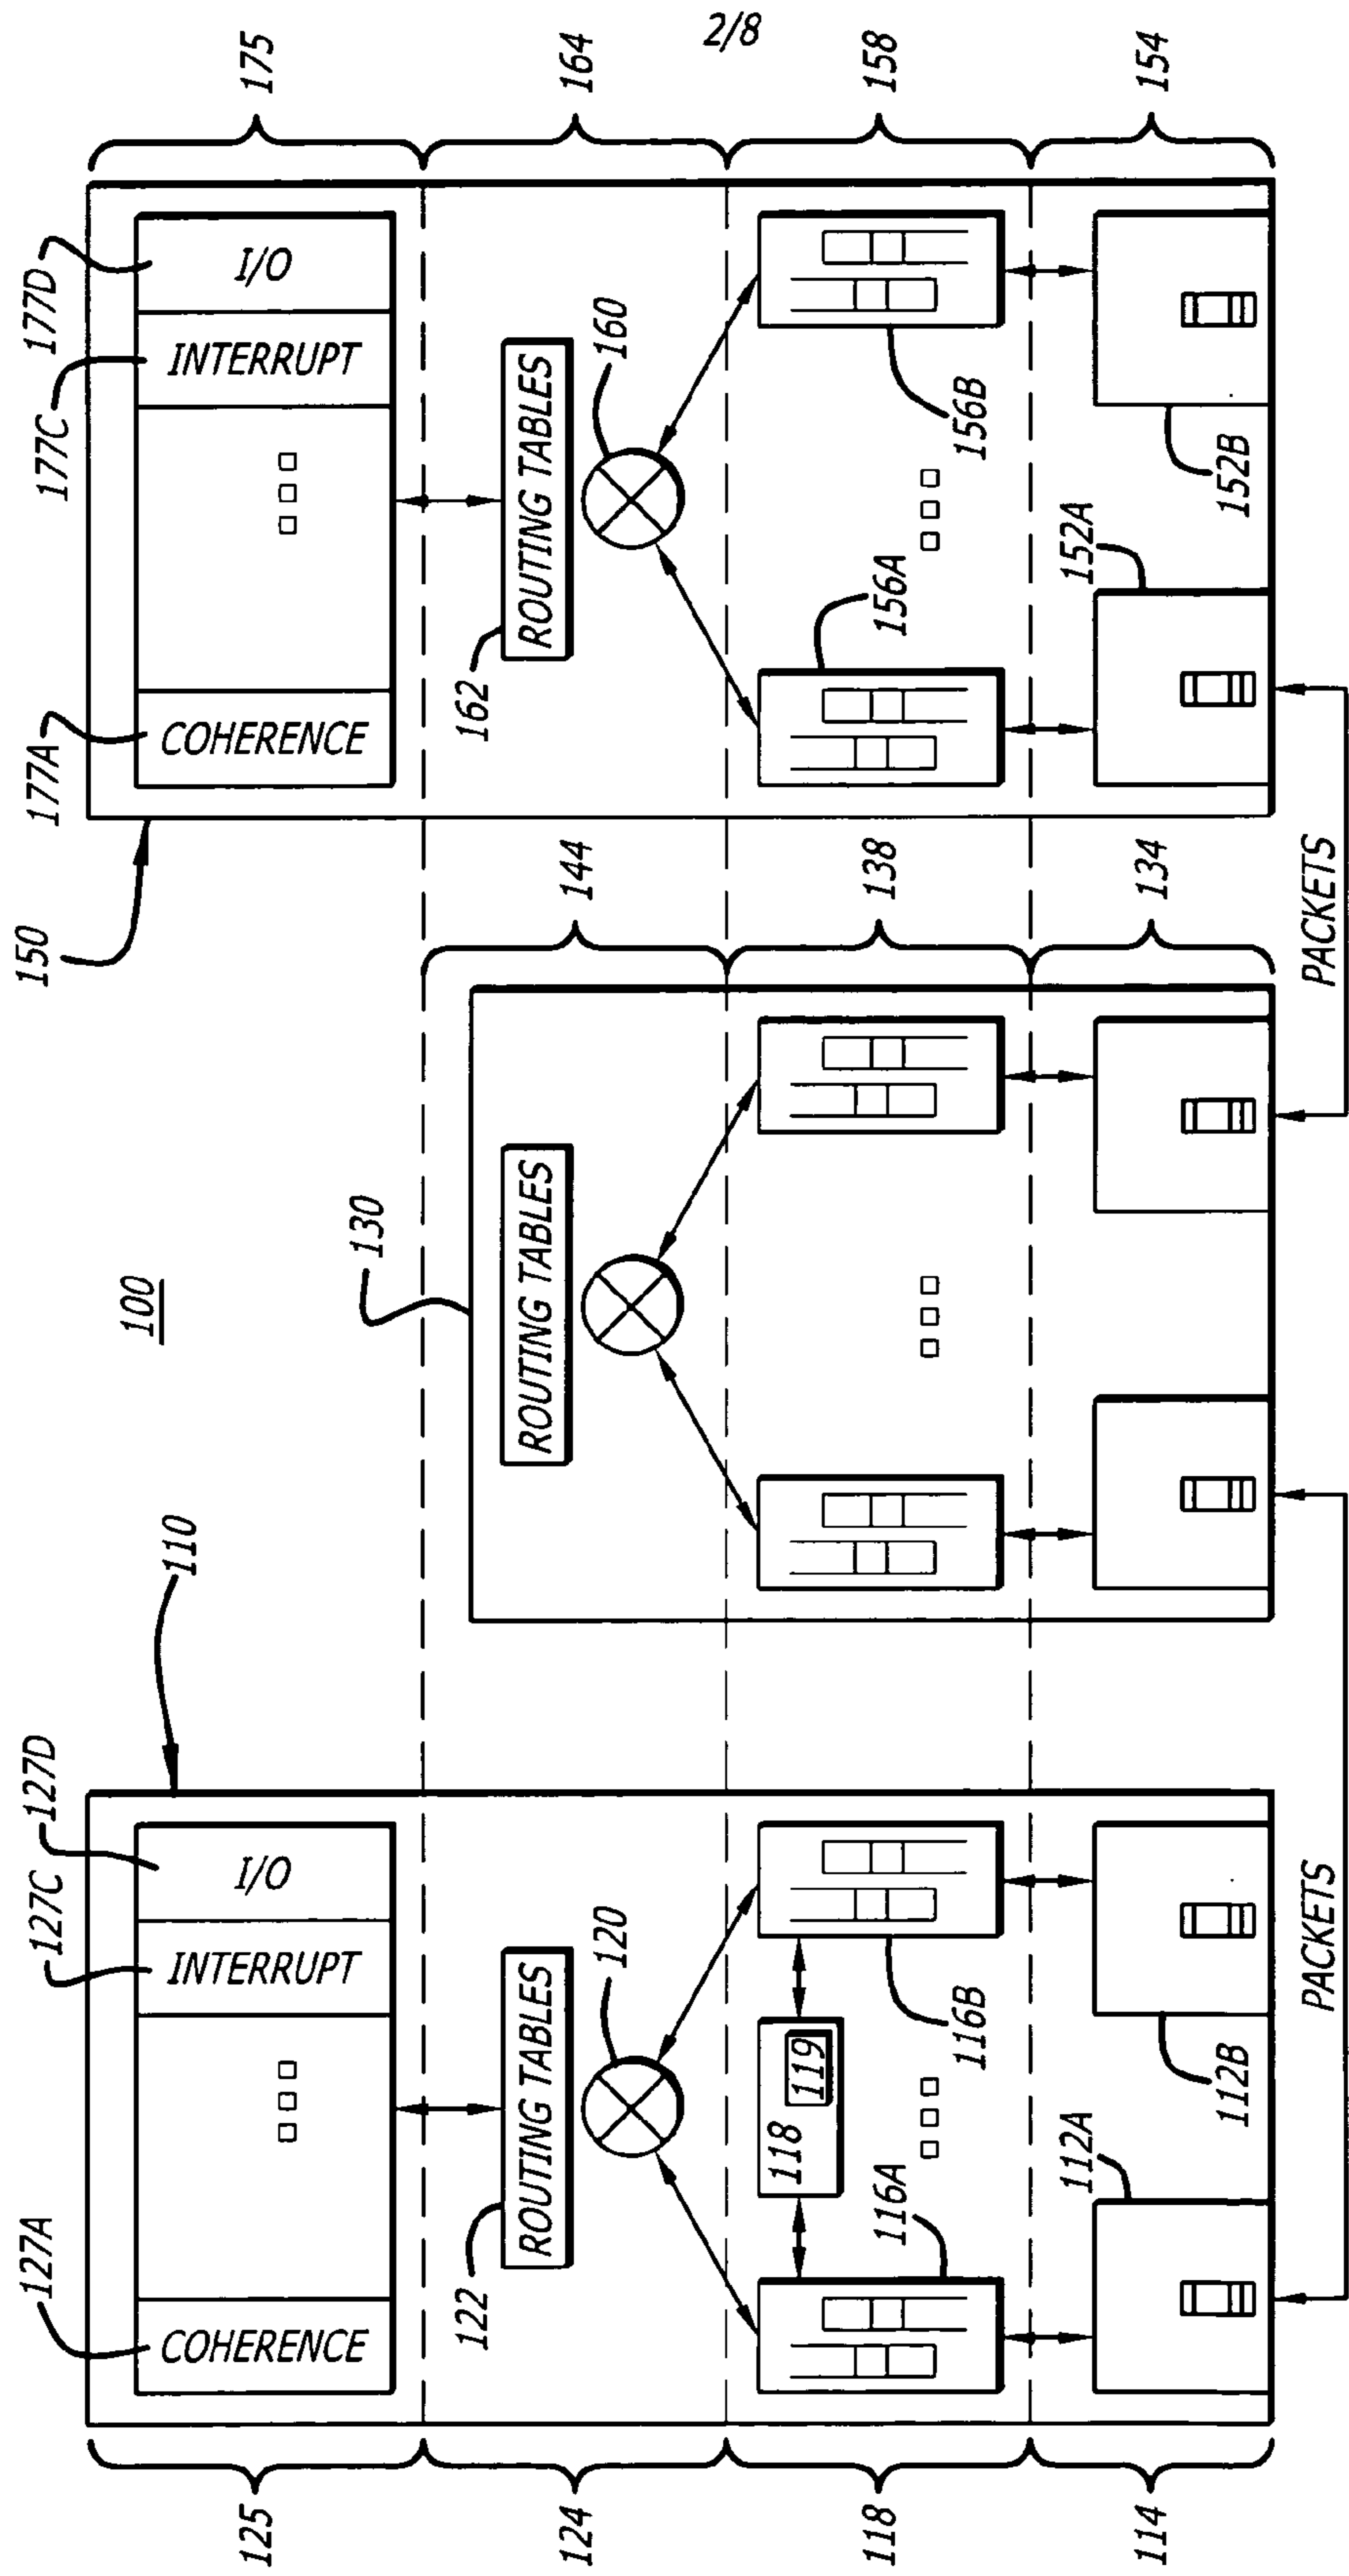 2/8
100
110
130
150
125
124
118
114
127A
127C
127D
COHERENCE
INTERRUPT
I/O
122
ROUTING TABLES
120
116A
118
119
116B
112A
112B
144
138
134
ROUTING TABLES
177A
177C
177D
COHERENCE
INTERRUPT
I/O
162
ROUTING TABLES
160
156A
156B
152A
152B
175
164
158
154
PACKETS
PACKETS